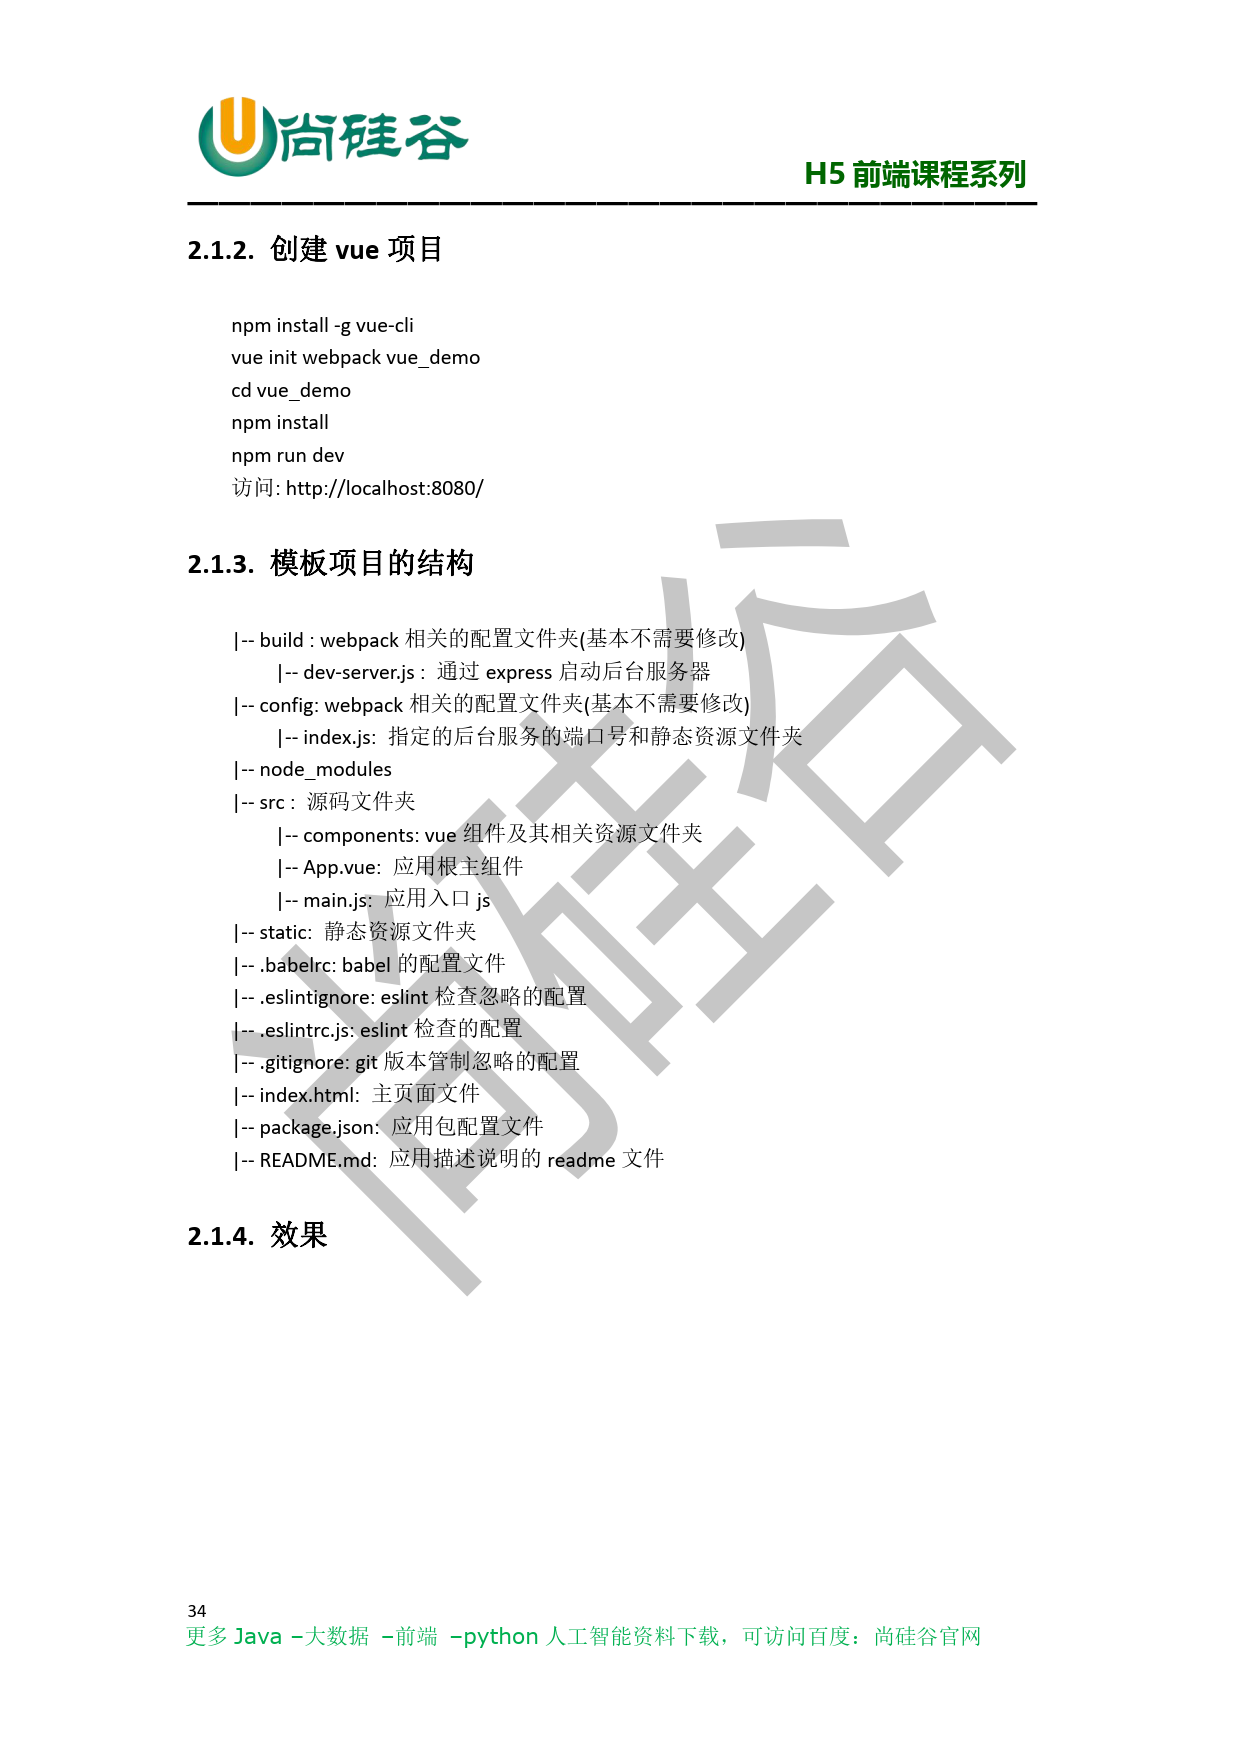 尚硅谷
H5 前端课程系列
2.1.2. 创建 vue 项目
npm install -g vue-cli
vue init webpack vue_demo
cd vue_demo
npm install
npm run dev
访问: http://localhost:8080/
2.1.3. 模板项目的结构
|-- build : webpack 相关的配置文件夹(基本不需要修改)
|-- dev-server.js : 通过 express 启动后台服务器
|-- config: webpack 相关的配置文件夹(基本不需要修改)
|-- index.js: 指定的后台服务的端口号和静态资源文件夹
|-- node_modules
|-- src : 源码文件夹
|-- components: vue 组件及其相关资源文件夹
|-- App.vue: 应用根主组件
|-- main.js: 应用入口 js
|-- static: 静态资源文件夹
|-- .babelrc: babel 的配置文件
|-- .eslintignore: eslint 检查忽略的配置
|-- .eslintrc.js: eslint 检查的配置
|-- .gitignore: git 版本管制忽略的配置
|-- index.html: 主页面文件
|-- package.json: 应用包配置文件
|-- README.md: 应用描述说明的 readme 文件
2.1.4. 效果
尚硅谷
34
更多 Java –大数据 –前端 –python 人工智能资料下载，可访问百度：尚硅谷官网